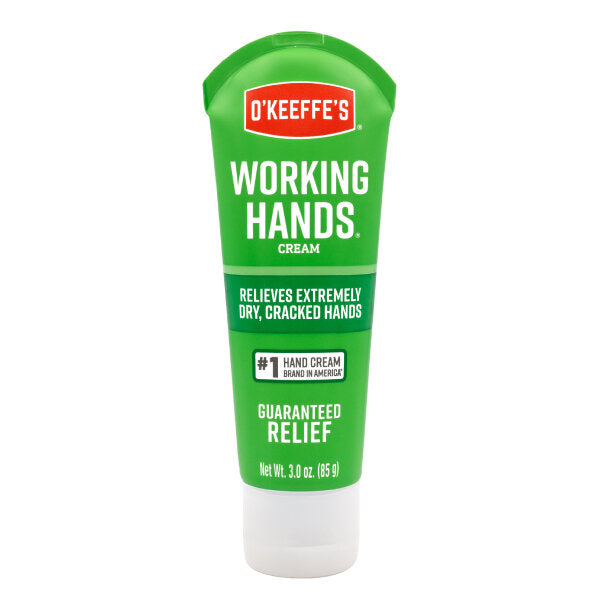 O'KEEFFE'S®
WORKING
HANDS®
CREAM
RELIEVES EXTREMELY
DRY, CRACKED HANDS
#1 HAND CREAM
BRAND IN AMERICA*
GUARANTEED
RELIEF
Net Wt. 3.0 oz. (85 g)